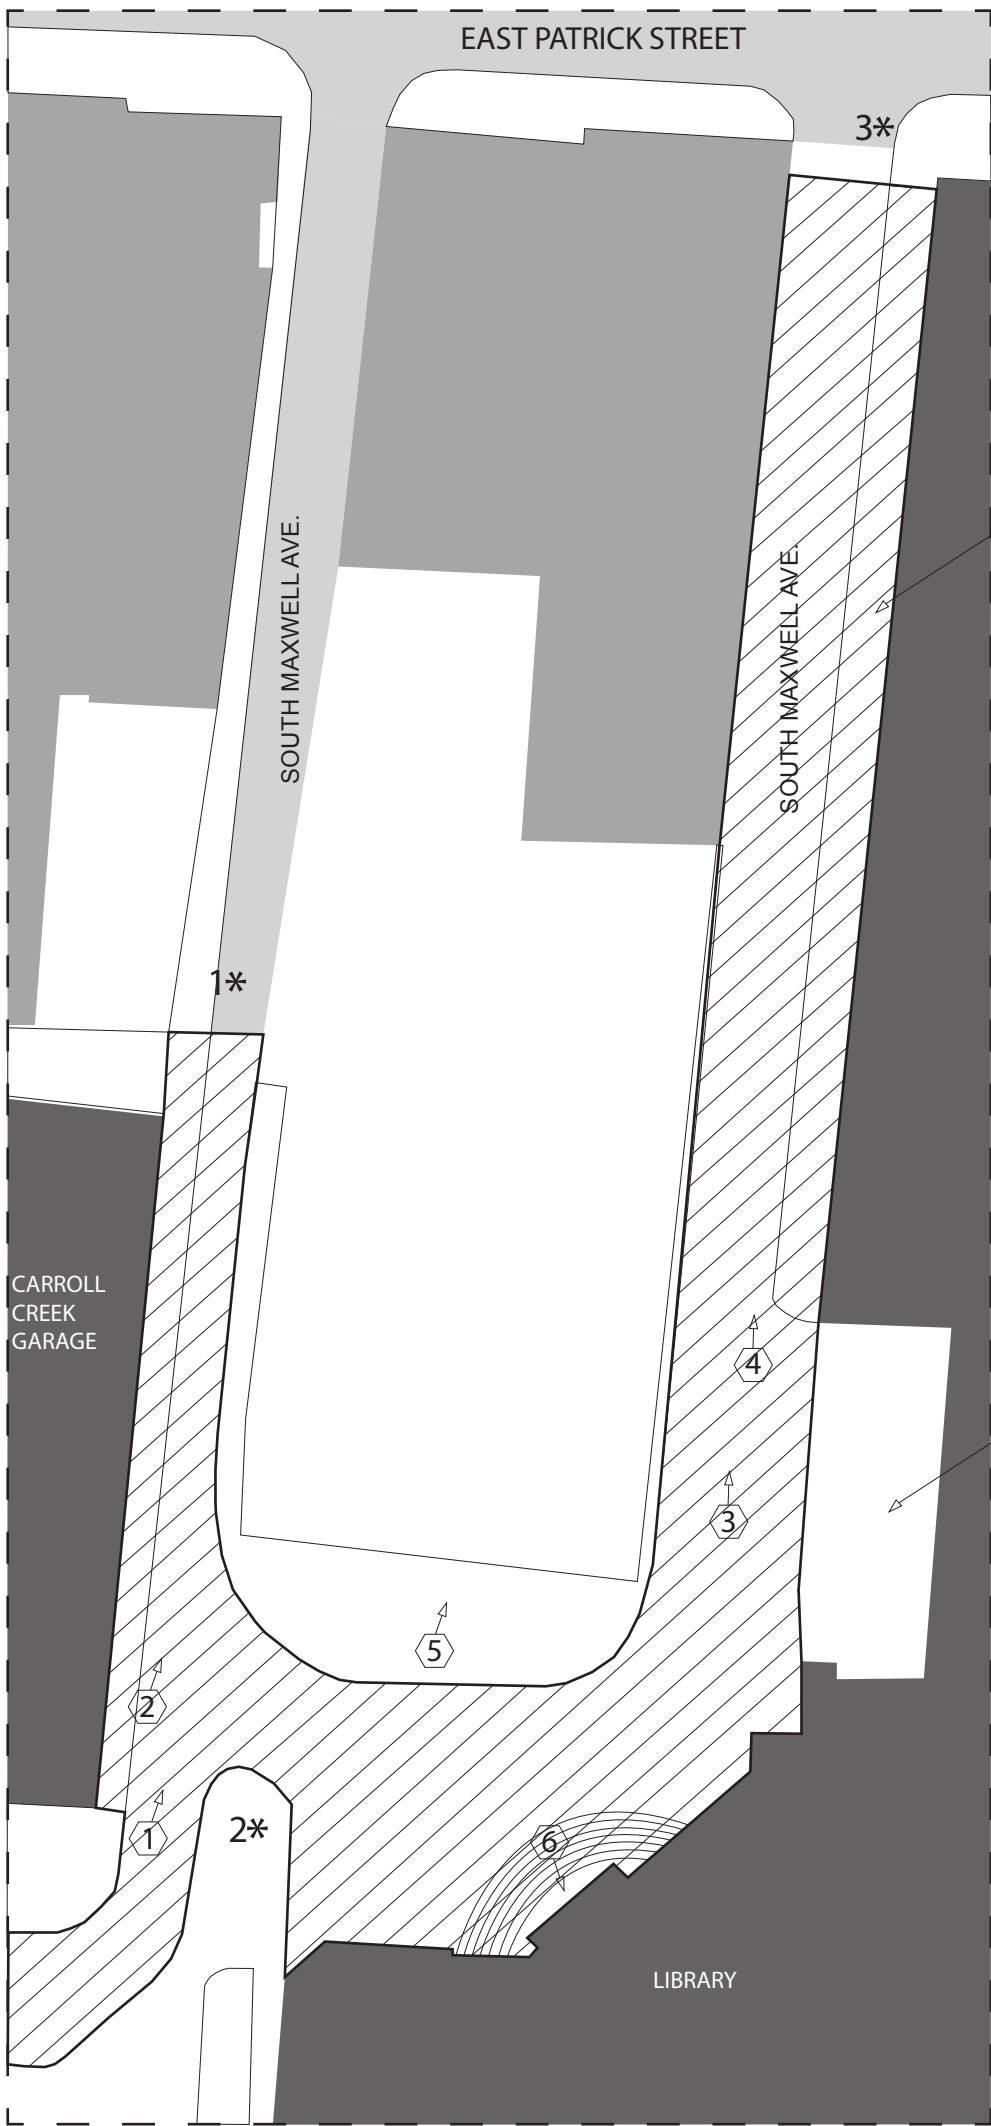 EAST PATRICK STREET
3*
SOUTH MAXWELL AVE.
SOUTH MAXWELL AVE.
1*
CARROLL
CREEK
GARAGE
4
3
5
2
1
2*
6
LIBRARY